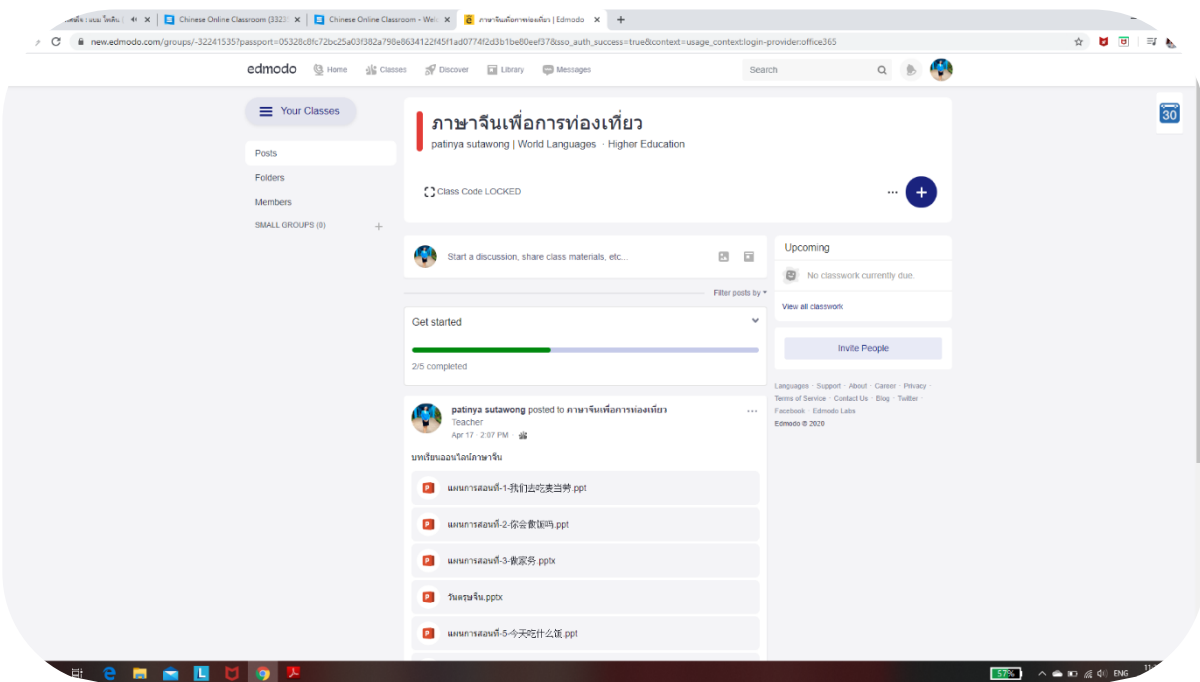 Chinese Online Classroom (3323
Chinese Online Classroom - Wei
ภาษาจีนเพื่อการท่องเที่ยว | Edmodo
new.edmodo.com/groups/-32241535?passport=05328c8fc72bc25a03f382a798e8634122f45f1ad0774f2d3b1be80eef37&sso_auth_success=true&context=usage_context:login-provider:office365
edmodo Home Classes Discover Library Messages Search
30
Your Classes
Posts
Folders
Members
SMALL GROUPS (0)
ภาษาจีนเพื่อการท่องเที่ยว
patinya sutawong | World Languages · Higher Education
Class Code LOCKED
Start a discussion, share class materials, etc...
Filter posts by
Get started
2/5 completed
patinya sutawong posted to ภาษาจีนเพื่อการท่องเที่ยว
Teacher
Apr 17 · 2:07 PM ·
บทเรียนออนไลน์ภาษาจีน
แผนการสอนที่-1-我们去吃麦当劳.ppt
แผนการสอนที่-2-你会做饭吗.ppt
แผนการสอนที่-3-做家务.pptx
วันตรุษจีน.pptx
แผนการสอนที่-5-今天吃什么饭.ppt
Upcoming
No classwork currently due.
View all classwork
Invite People
Languages · Support · About · Career · Privacy ·
Terms of Service · Contact Us · Blog · Twitter ·
Facebook · Edmodo Labs
Edmodo © 2020
57%
ENG